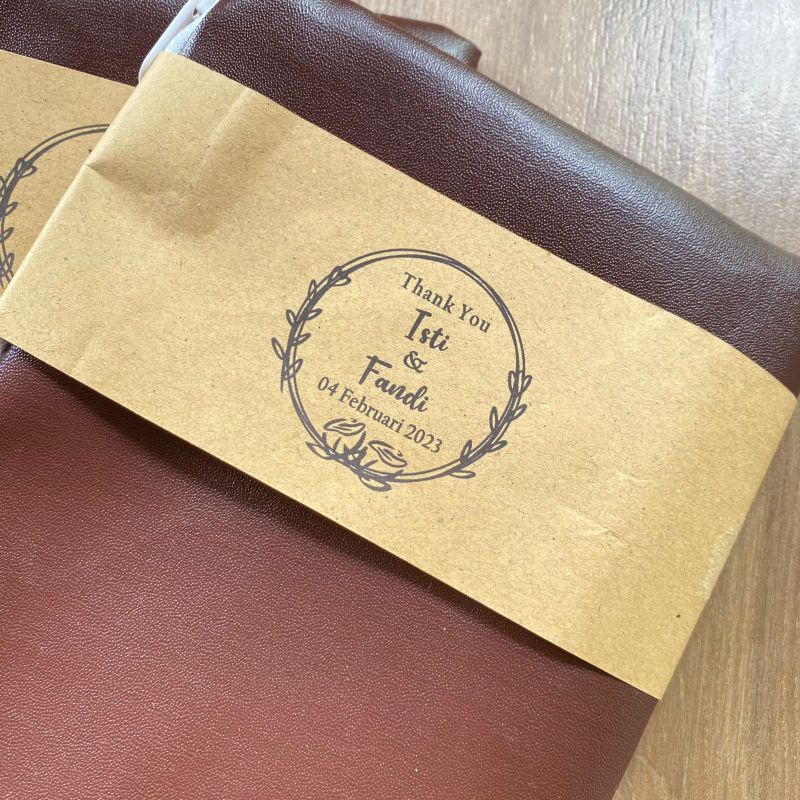 Thank You
Isti
&
Fandi
04 Februari 2023